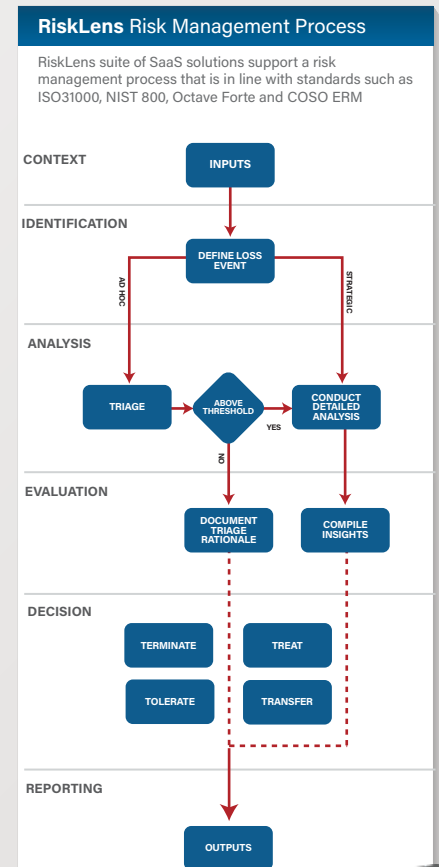 RiskLens Risk Management Process
RiskLens suite of SaaS solutions support a risk
management process that is in line with standards such as
ISO31000, NIST 800, Octave Forte and COSO ERM
CONTEXT
INPUTS
IDENTIFICATION
DEFINE LOSS
EVENT
AD HOC
STRATEGIC
ANALYSIS
TRIAGE
ABOVE
THRESHOLD
YES
CONDUCT
DETAILED
ANALYSIS
NO
EVALUATION
DOCUMENT
TRIAGE
RATIONALE
COMPILE
INSIGHTS
DECISION
TERMINATE
TREAT
TOLERATE
TRANSFER
REPORTING
OUTPUTS